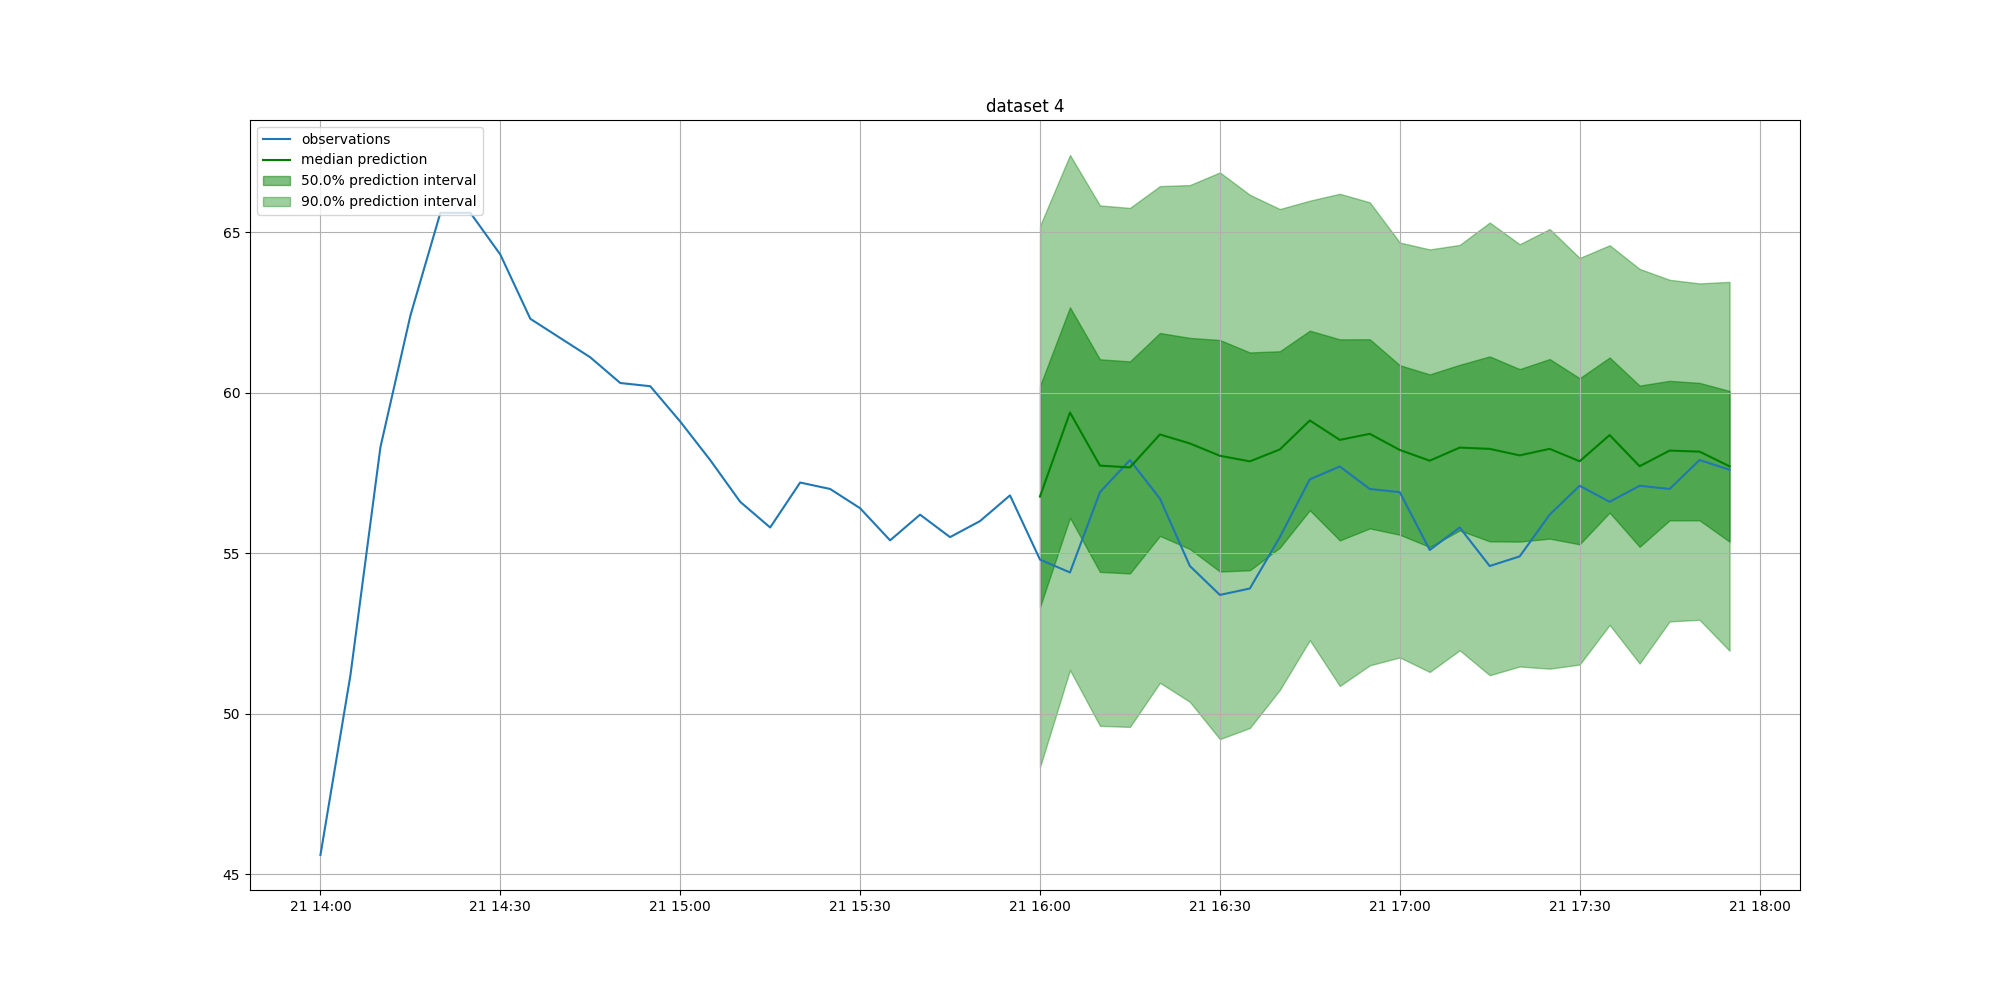 dataset 4
observations
median prediction
50.0% prediction interval
90.0% prediction interval
65
60
55
50
45
21 14:00 21 14:30 21 15:00 21 15:30 21 16:00 21 16:30 21 17:00 21 17:30 21 18:00